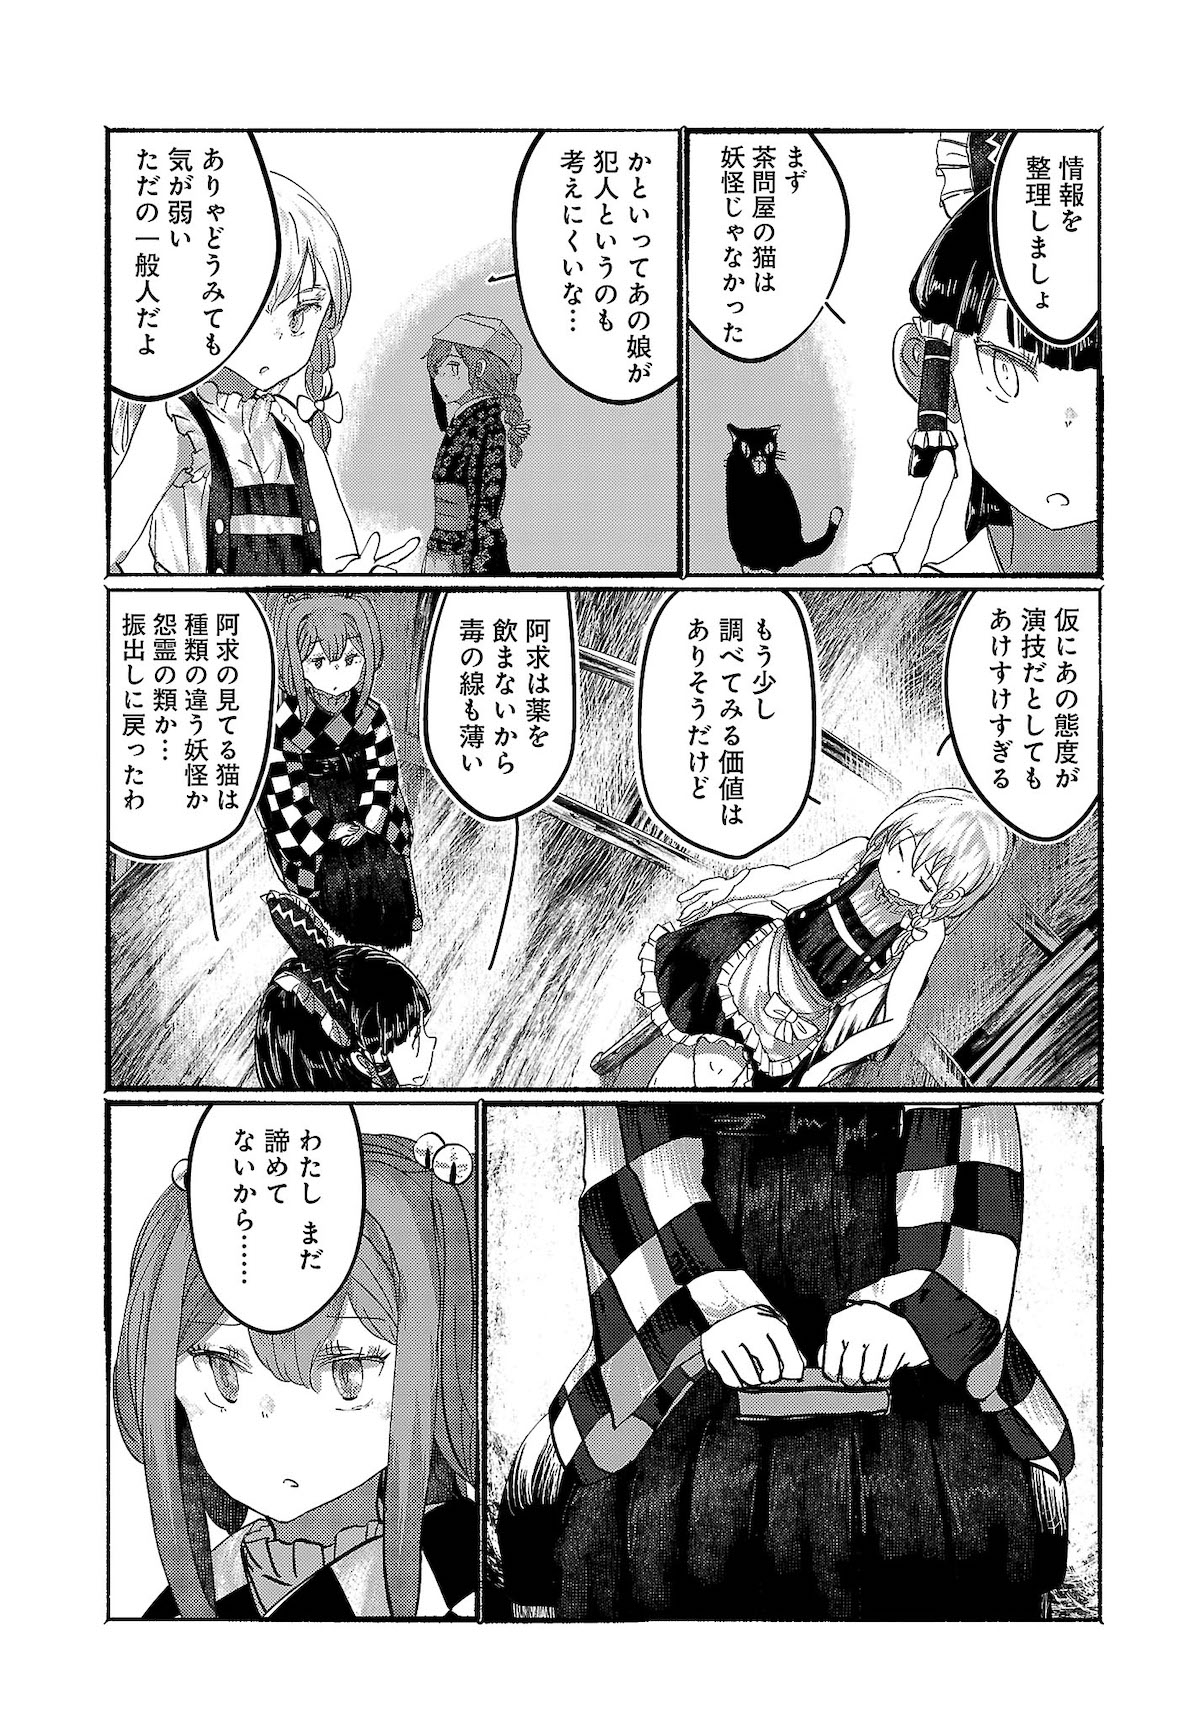 情報を
整理しましょ
まず
茶問屋の猫は
妖怪じゃなかった
かといってあの娘が
犯人というのも
考えにくいな…
ありゃどうみても
気が弱い
ただの一般人だよ
仮にあの態度が
演技だとしても
あけすけすぎる
もう少し
調べてみる価値は
ありそうだけど
阿求は薬を
飲まないから
毒の線も薄い
阿求の見てる猫は
種類の違う妖怪か
怨霊の類か…
振出しに戻ったわ
わたし まだ
諦めて
ないから……